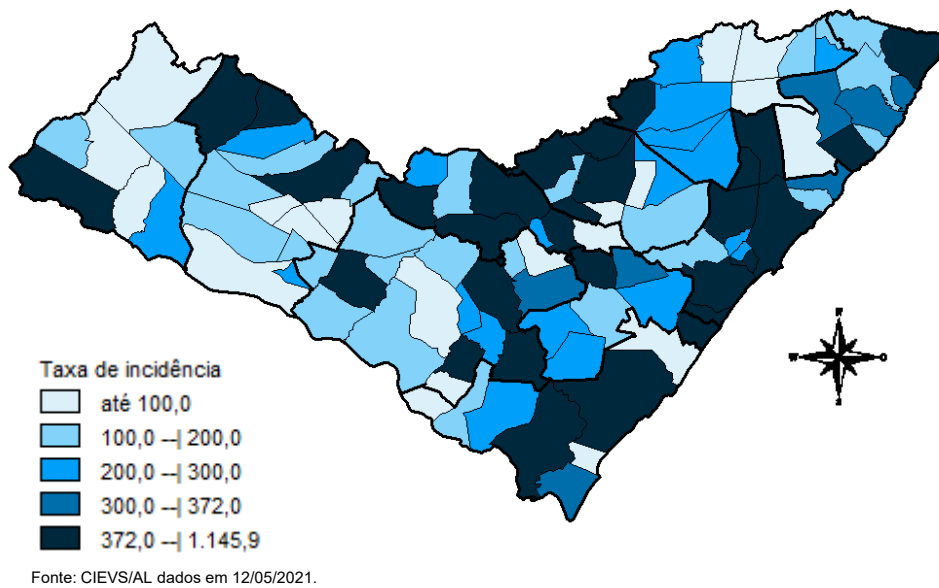 Taxa de incidência
até 100,0
100,0 --| 200,0
200,0 --| 300,0
300,0 --| 372,0
372,0 --| 1.145,9
Fonte: CIEVS/AL dados em 12/05/2021.